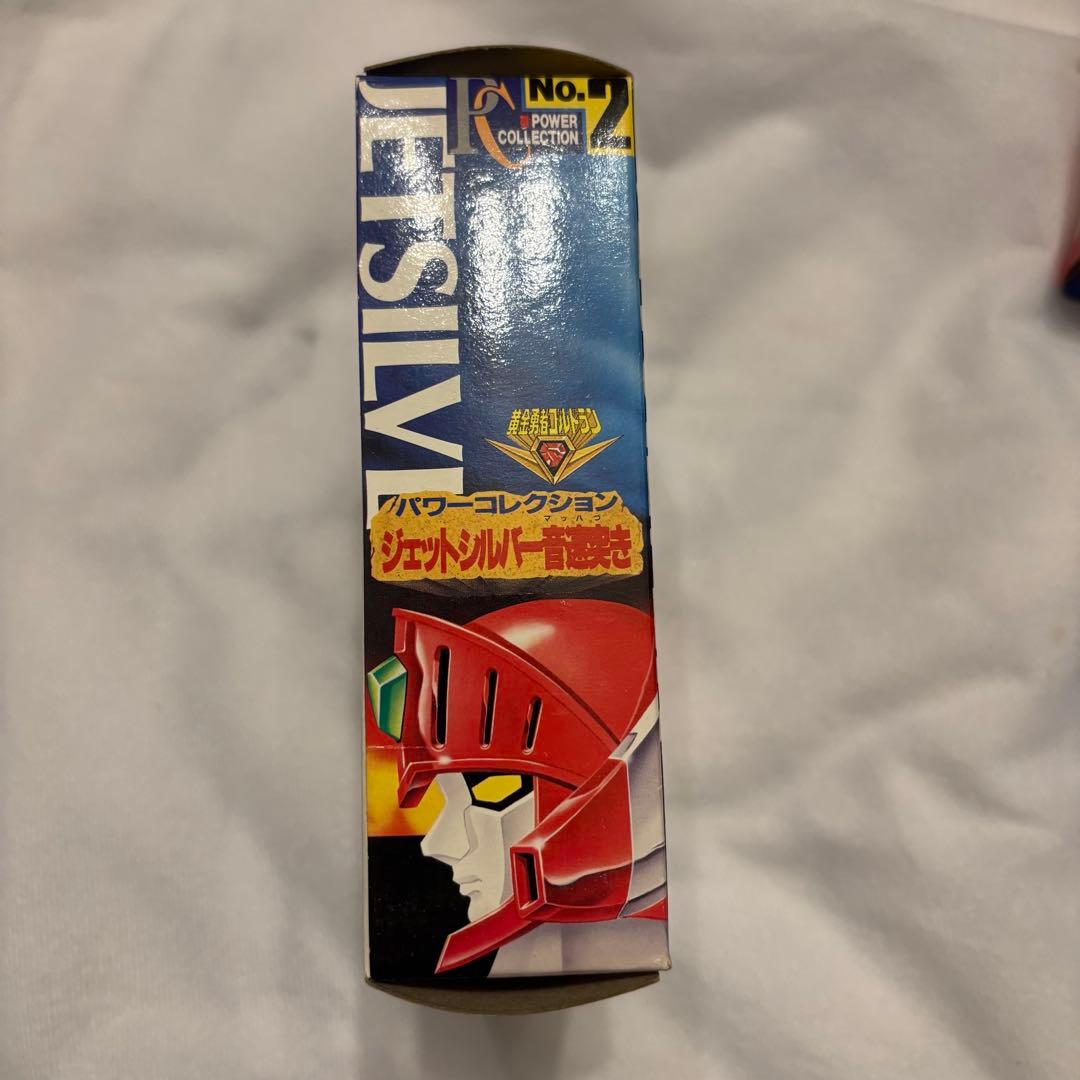 No.2
PC
POWER
COLLECTION
JETSILVE
黄金勇者ゴルドラン
パワーコレクション
マッハづ
ジェットシルバー音速突き